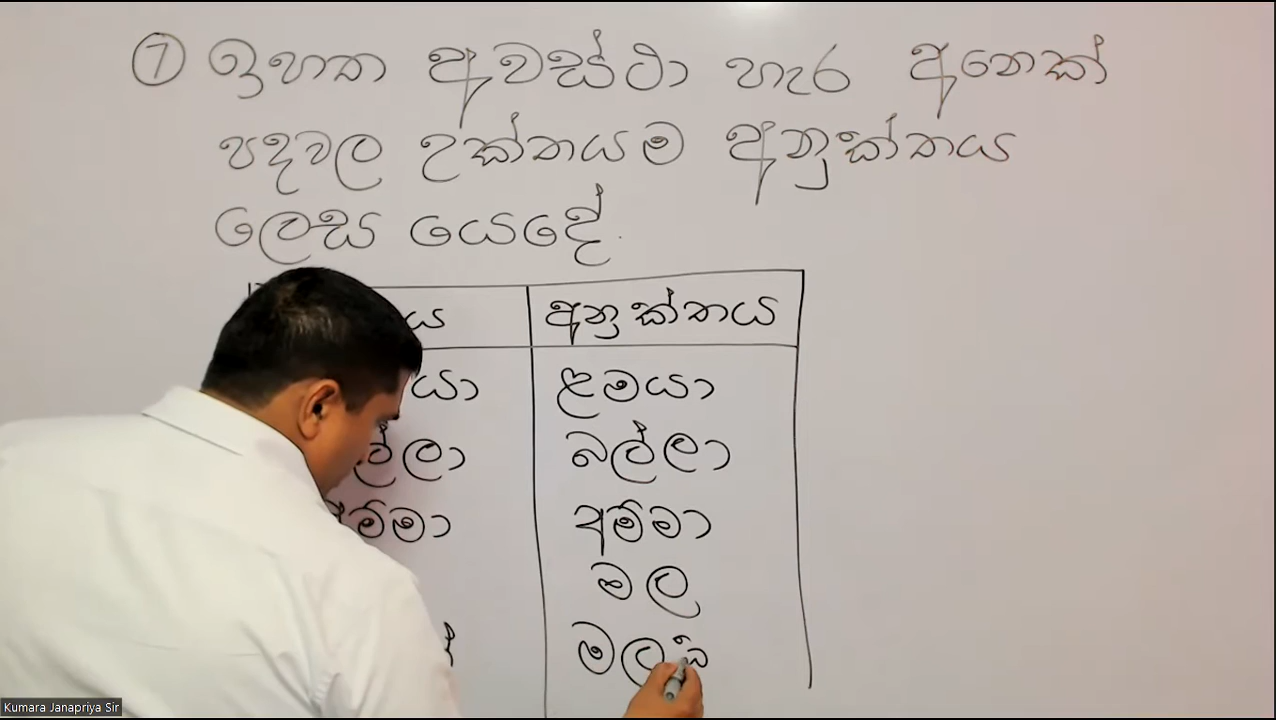 ⑦ ඉහත අවස්ථා හැර අනෙක්
පදවල උක්තයම අනුක්තය
ලෙස යෙදේ.
ය අනුක්තය
යා ළමයා
ල්ලා බල්ලා
ම්මා අම්මා
මල
Kumara Janapriya Sir